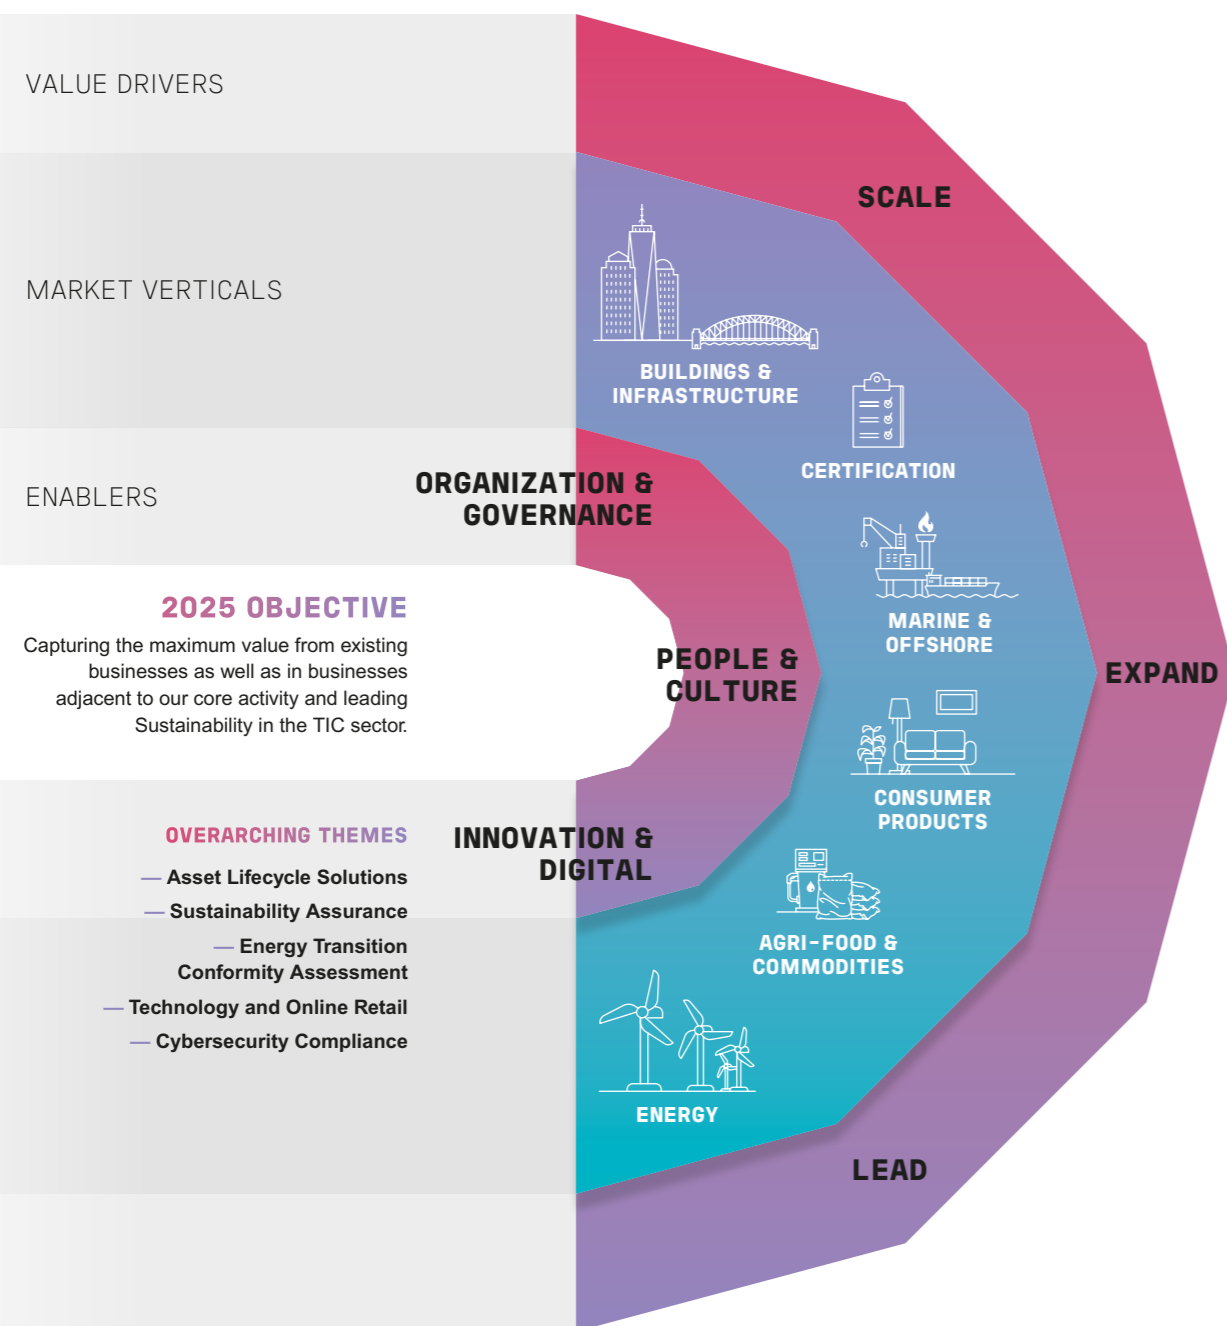 VALUE DRIVERS
SCALE
MARKET VERTICALS
BUILDINGS &
INFRASTRUCTURE
CERTIFICATION
ENABLERS
ORGANIZATION &
GOVERNANCE
MARINE &
OFFSHORE
2025 OBJECTIVE
Capturing the maximum value from existing
businesses as well as in businesses
adjacent to our core activity and leading
Sustainability in the TIC sector.
PEOPLE &
CULTURE
EXPAND
CONSUMER
PRODUCTS
OVERARCHING THEMES
— Asset Lifecycle Solutions
— Sustainability Assurance
— Energy Transition
Conformity Assessment
— Technology and Online Retail
— Cybersecurity Compliance
INNOVATION &
DIGITAL
AGRI-FOOD &
COMMODITIES
ENERGY
LEAD